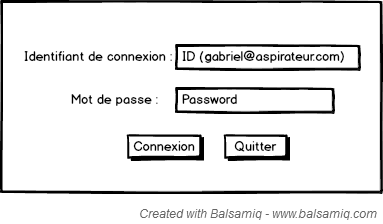 Identifiant de connexion : ID (gabriel@aspirateur.com)
Mot de passe : Password
Connexion Quitter
Created with Balsamiq - www.balsamiq.com